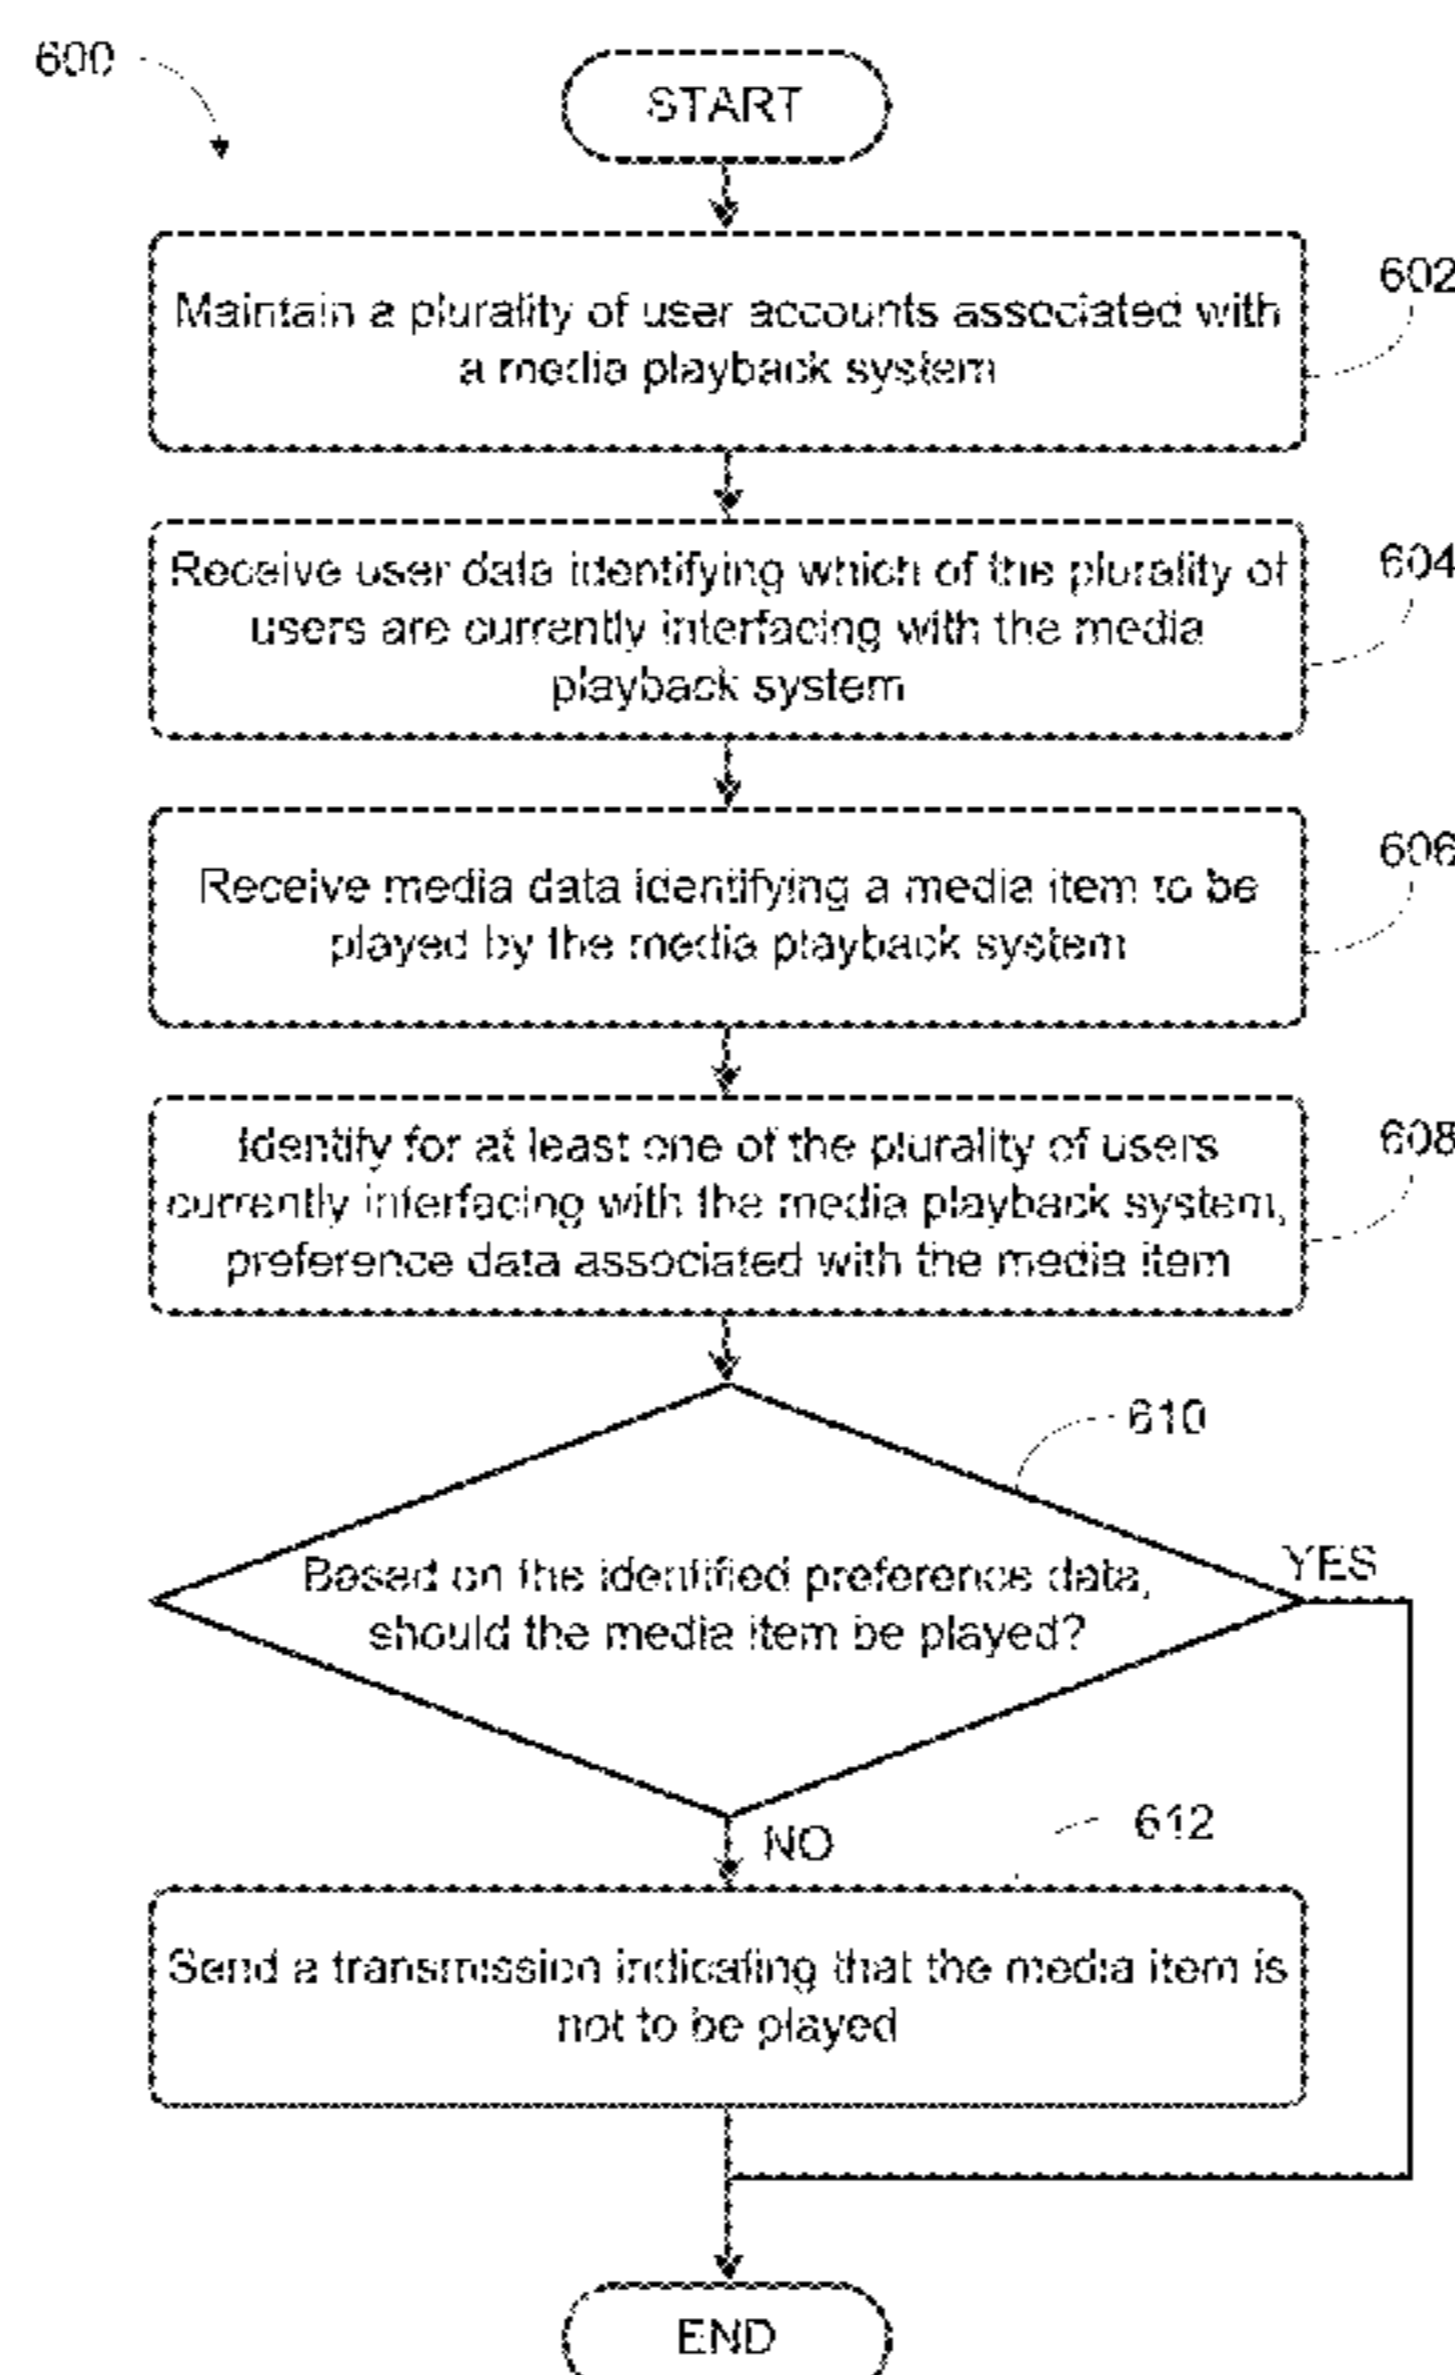 600
START
Maintain a plurality of user accounts associated with
a media playback system
602
Receive user data identifying which of the plurality of
users are currently interfacing with the media
playback system
604
Receive media data identifying a media item to be
played by the media playback system
606
Identify for at least one of the plurality of users
currently interfacing with the media playback system,
preference data associated with the media item
608
610
Based on the identified preference data,
should the media item be played?
YES
NO
612
Send a transmission indicating that the media item is
not to be played
END